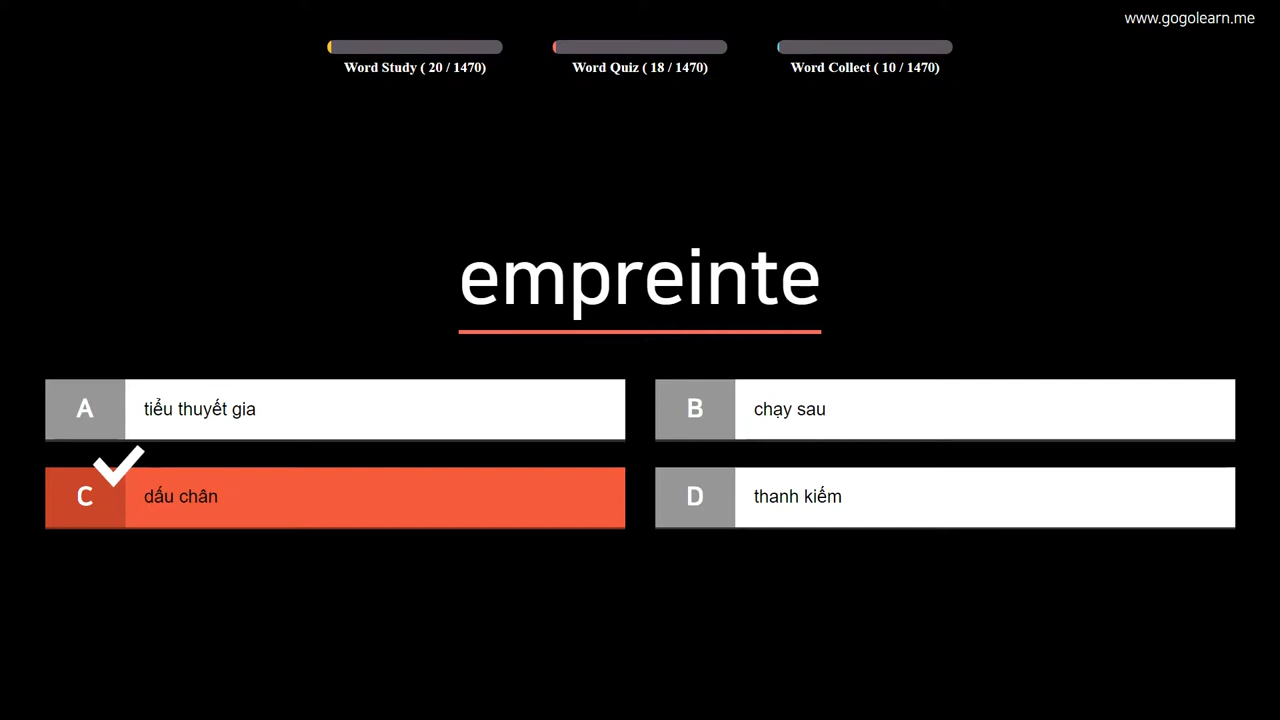 www.gogolearn.me
Word Study ( 20 / 1470)
Word Quiz ( 18 / 1470)
Word Collect ( 10 / 1470)
empreinte
A tiểu thuyết gia
B chạy sau
C dấu chân
D thanh kiếm